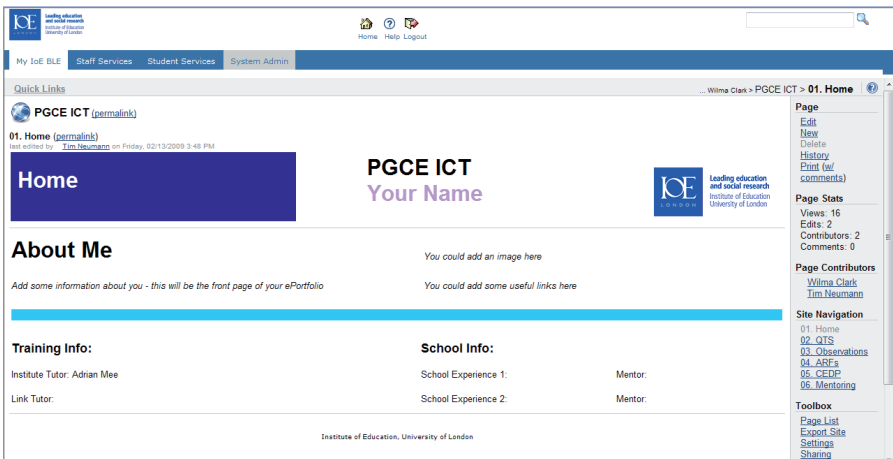 IOE
LONDON
Leading education
and social research
Institute of Education
University of London
Home Help Logout
My IoE BLE Staff Services Student Services System Admin
Quick Links
... Wilma Clark > PGCE ICT > 01. Home
PGCE ICT (permalink)
01. Home (permalink)
last edited by Tim Neumann on Friday, 02/13/2009 3:48 PM
Home
PGCE ICT
Your Name
IOE
LONDON
Leading education
and social research
Institute of Education
University of London
About Me
You could add an image here
Add some information about you - this will be the front page of your ePortfolio
You could add some useful links here
Training Info:
School Info:
Institute Tutor: Adrian Mee
School Experience 1:
Mentor:
Link Tutor:
School Experience 2:
Mentor:
Institute of Education, University of London
Page
Edit
New
Delete
History
Print (w/
comments)
Page Stats
Views: 16
Edits: 2
Contributors: 2
Comments: 0
Page Contributors
Wilma Clark
Tim Neumann
Site Navigation
01. Home
02. QTS
03. Observations
04. ARFs
05. CEDP
06. Mentoring
Toolbox
Page List
Export Site
Settings
Sharing